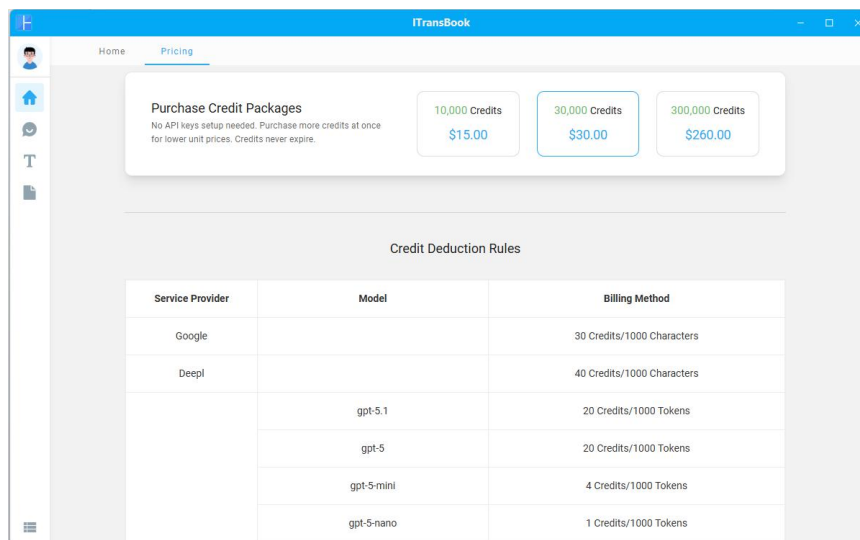 ITransBook
Home Pricing
Purchase Credit Packages
No API keys setup needed. Purchase more credits at once
for lower unit prices. Credits never expire.
10,000 Credits
$15.00
30,000 Credits
$30.00
300,000 Credits
$260.00
Credit Deduction Rules
Service Provider Model Billing Method
Google 30 Credits/1000 Characters
Deepl 40 Credits/1000 Characters
gpt-5.1 20 Credits/1000 Tokens
gpt-5 20 Credits/1000 Tokens
gpt-5-mini 4 Credits/1000 Tokens
gpt-5-nano 1 Credits/1000 Tokens